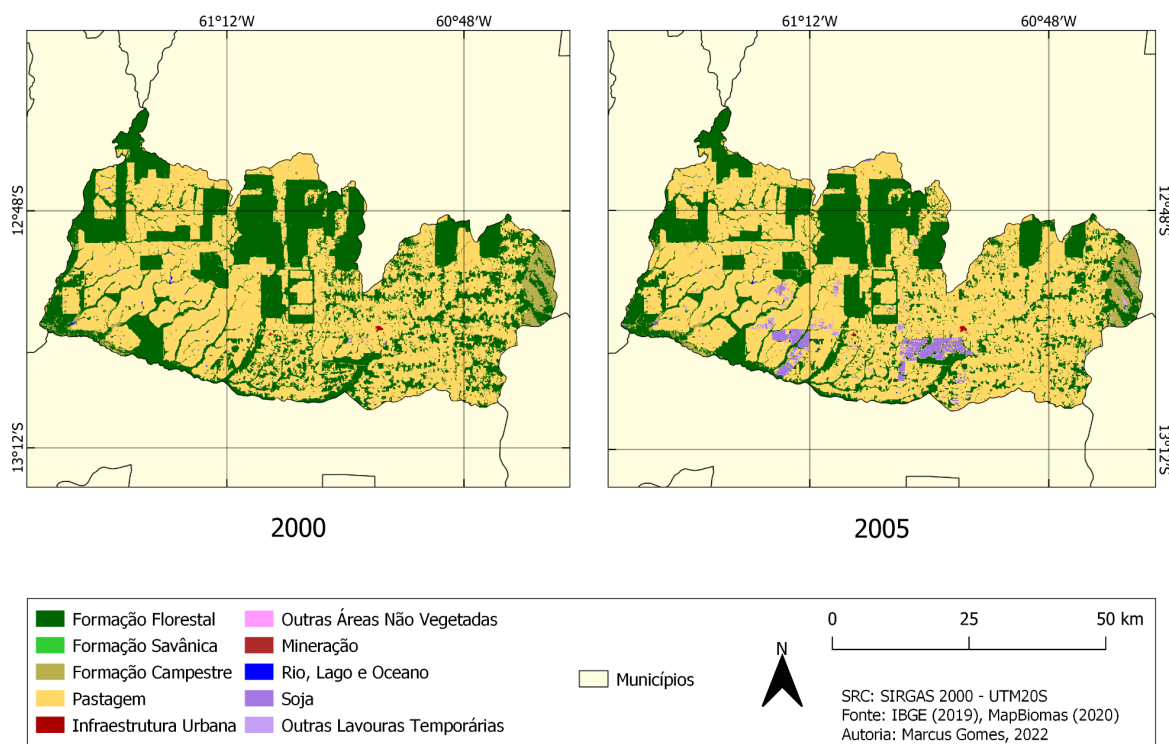 61°12′W 60°48′W 61°12′W 60°48′W
12°48′S 12°48′S
13°12′S 13°12′S
2000 2005
Formação Florestal
Formação Savânica
Formação Campestre
Pastagem
Infraestrutura Urbana
Outras Áreas Não Vegetadas
Mineração
Rio, Lago e Oceano
Soja
Outras Lavouras Temporárias
Municípios
N
0 25 50 km
SRC: SIRGAS 2000 - UTM20S
Fonte: IBGE (2019), MapBiomas (2020)
Autoria: Marcus Gomes, 2022